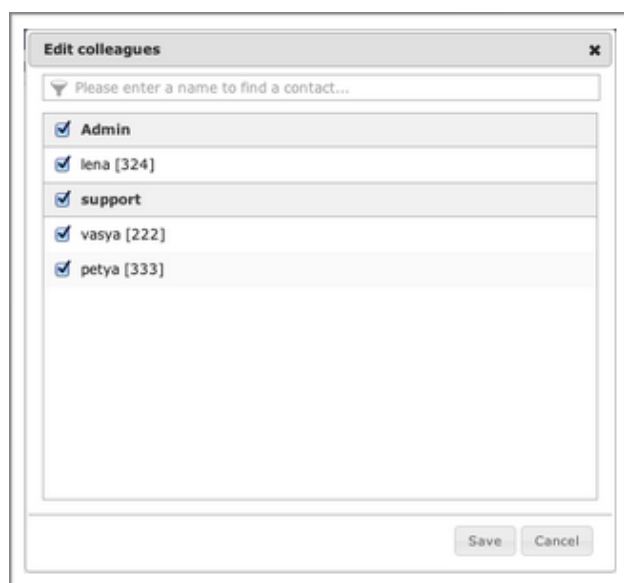 Edit colleagues
Please enter a name to find a contact...
Admin
lena [324]
support
vasya [222]
petya [333]
Save Cancel